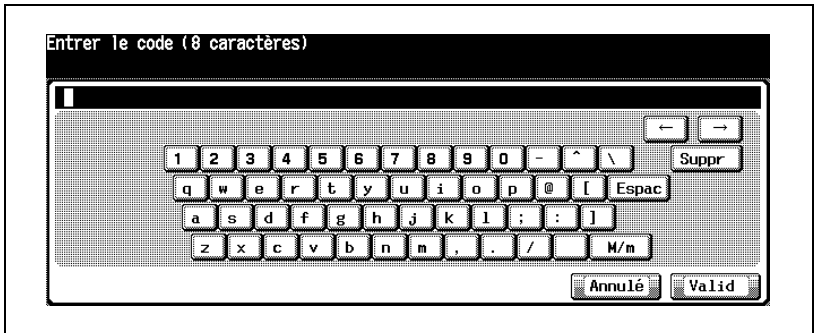 Entrer le code (8 caractères)
← →
1 2 3 4 5 6 7 8 9 0 - ^ \ Suppr
q w e r t y u i o p @ [ Espac
a s d f g h j k l ; : ]
z x c v b n m , . / M/m
Annulé Valid